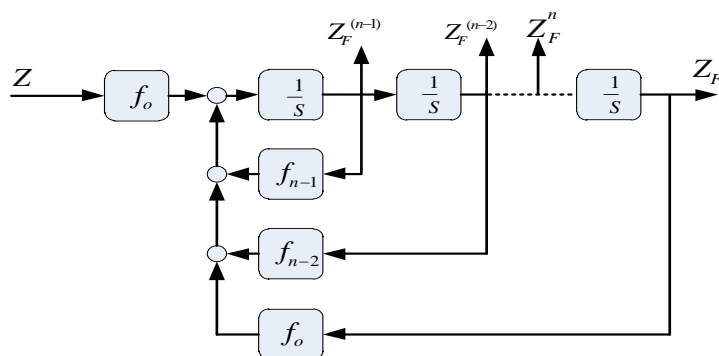 Z_F^{(n-1)} Z_F^{(n-2)} Z_F^n
Z f_o 1/s 1/s 1/s Z_F
f_{n-1}
f_{n-2}
f_o